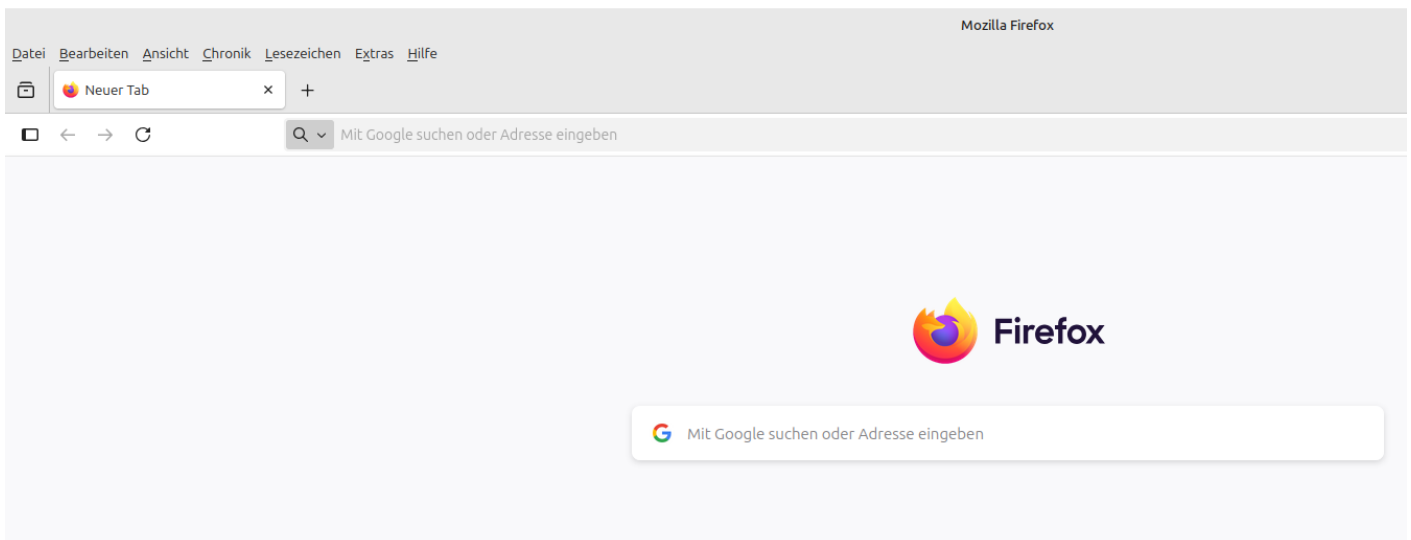 Mozilla Firefox
Datei Bearbeiten Ansicht Chronik Lesezeichen Extras Hilfe
Neuer Tab
Mit Google suchen oder Adresse eingeben
Firefox
Mit Google suchen oder Adresse eingeben